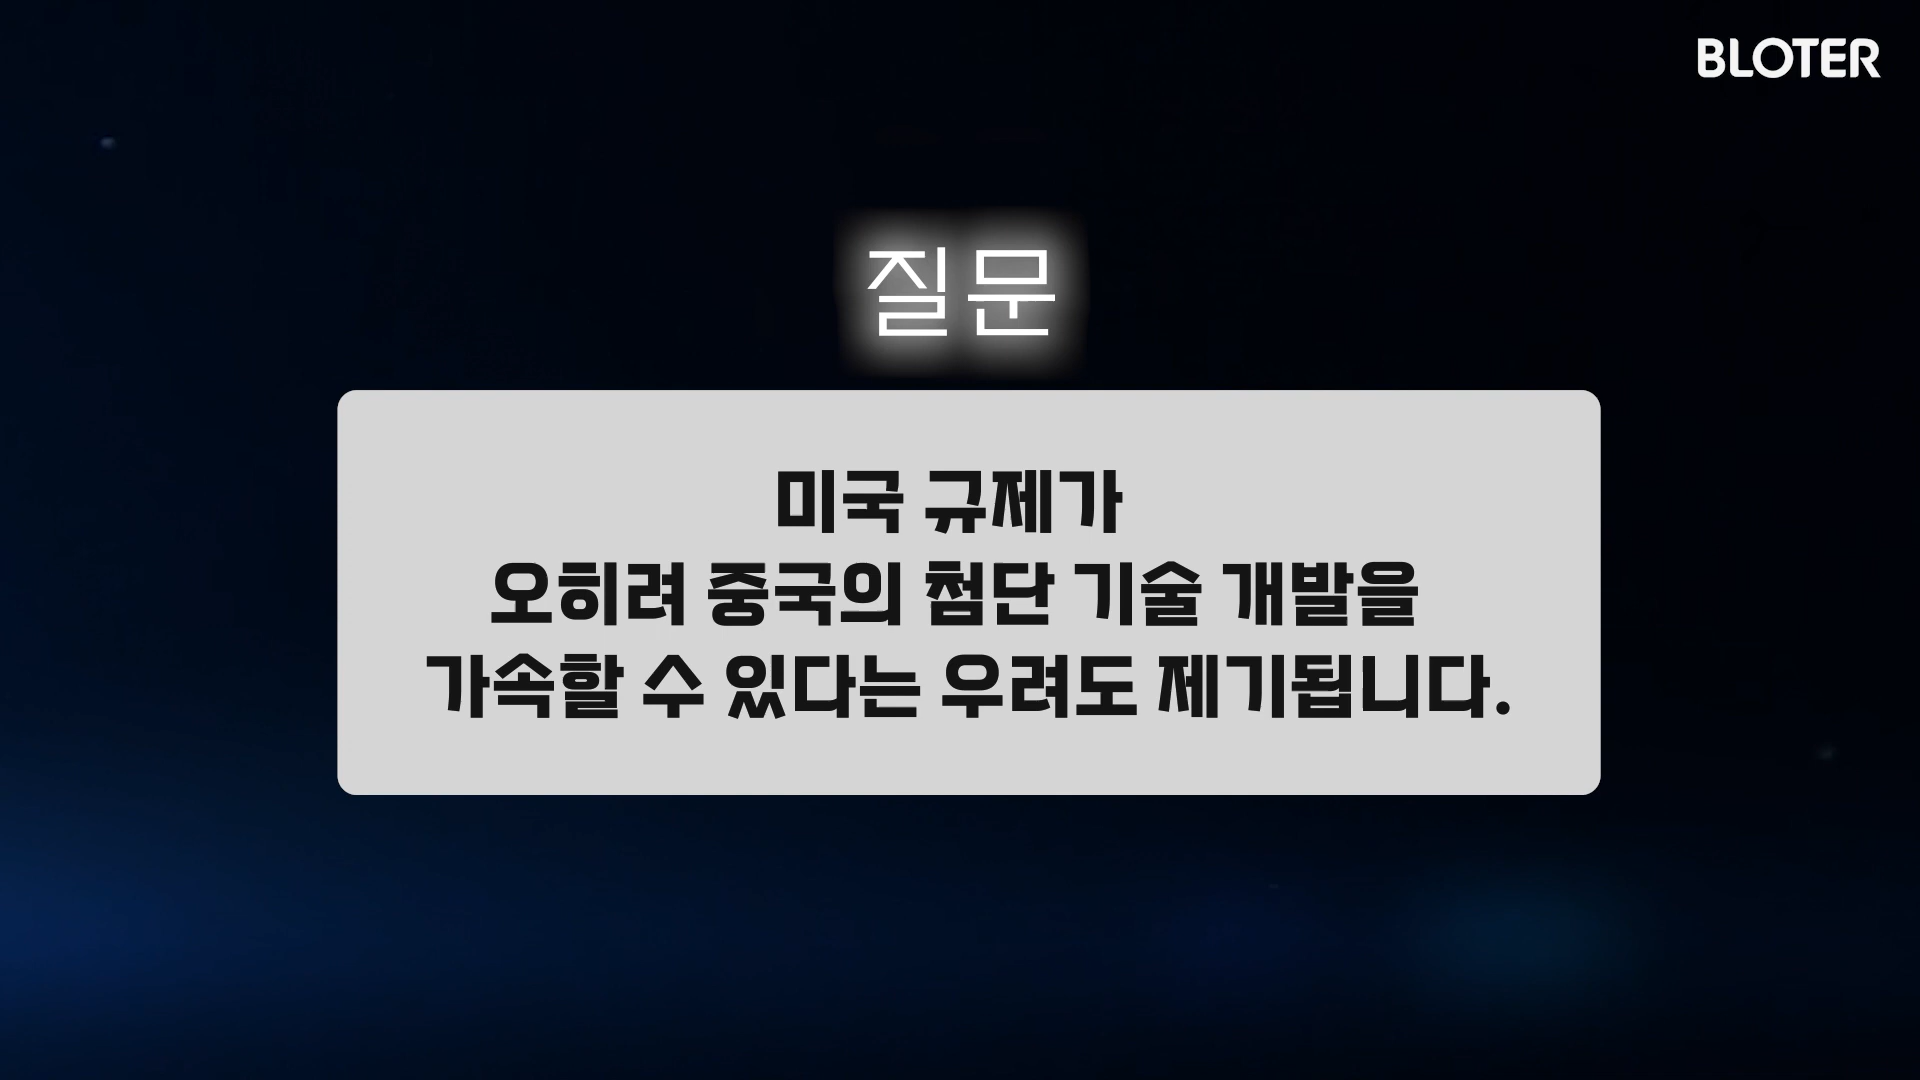 BLOTER
질문
미국 규제가
오히려 중국의 첨단 기술 개발을
가속할 수 있다는 우려도 제기됩니다.